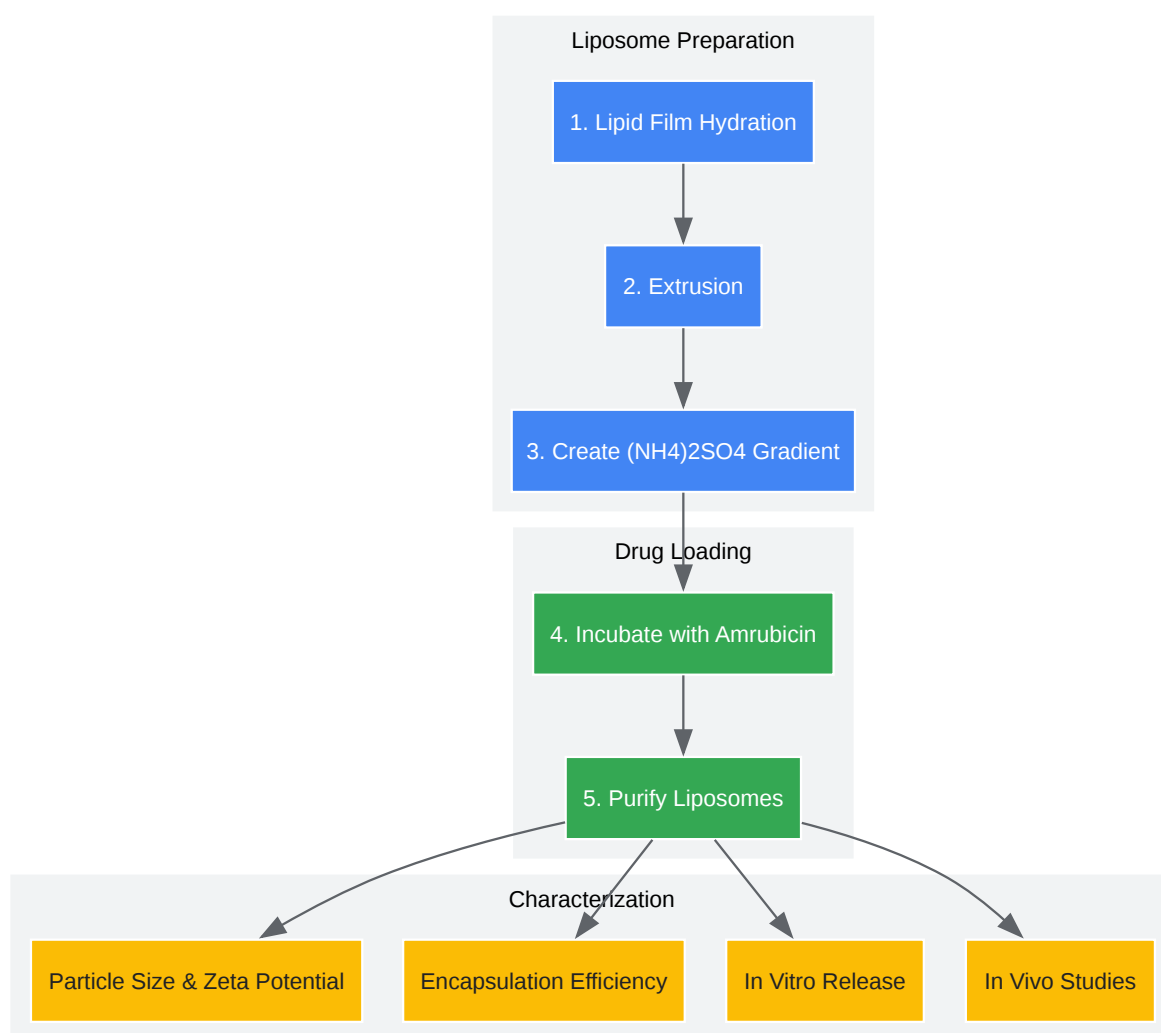 Liposome Preparation
1. Lipid Film Hydration
2. Extrusion
3. Create (NH4)2SO4 Gradient
Drug Loading
4. Incubate with Amrubicin
5. Purify Liposomes
Characterization
Particle Size & Zeta Potential
Encapsulation Efficiency
In Vitro Release
In Vivo Studies